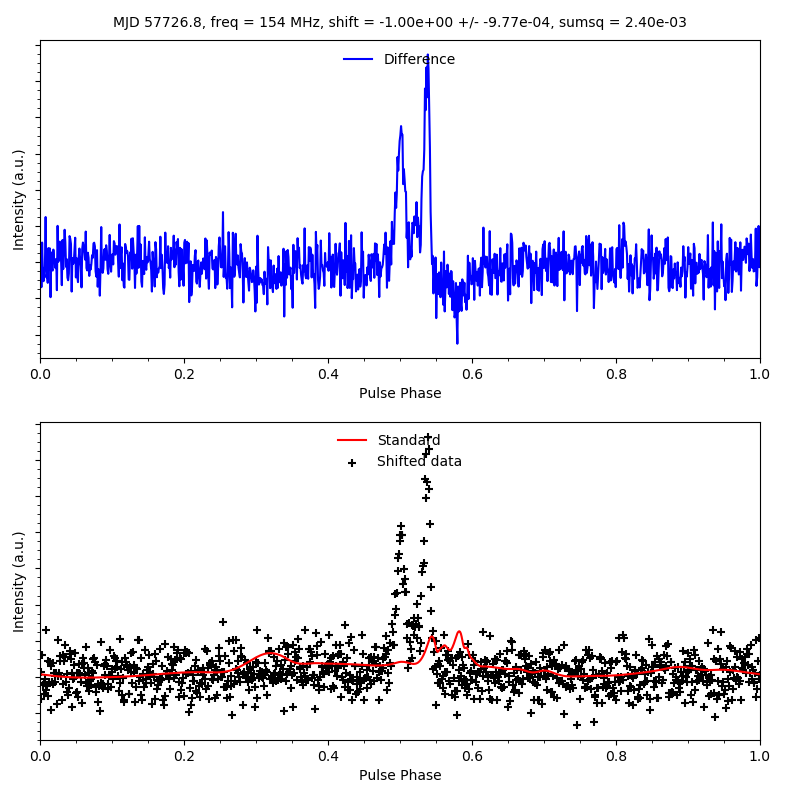 MJD 57726.8, freq = 154 MHz, shift = -1.00e+00 +/- -9.77e-04, sumsq = 2.40e-03
Difference
Intensity (a.u.)
0.0 0.2 0.4 0.6 0.8 1.0
Pulse Phase
Standard
Shifted data
Intensity (a.u.)
0.0 0.2 0.4 0.6 0.8 1.0
Pulse Phase